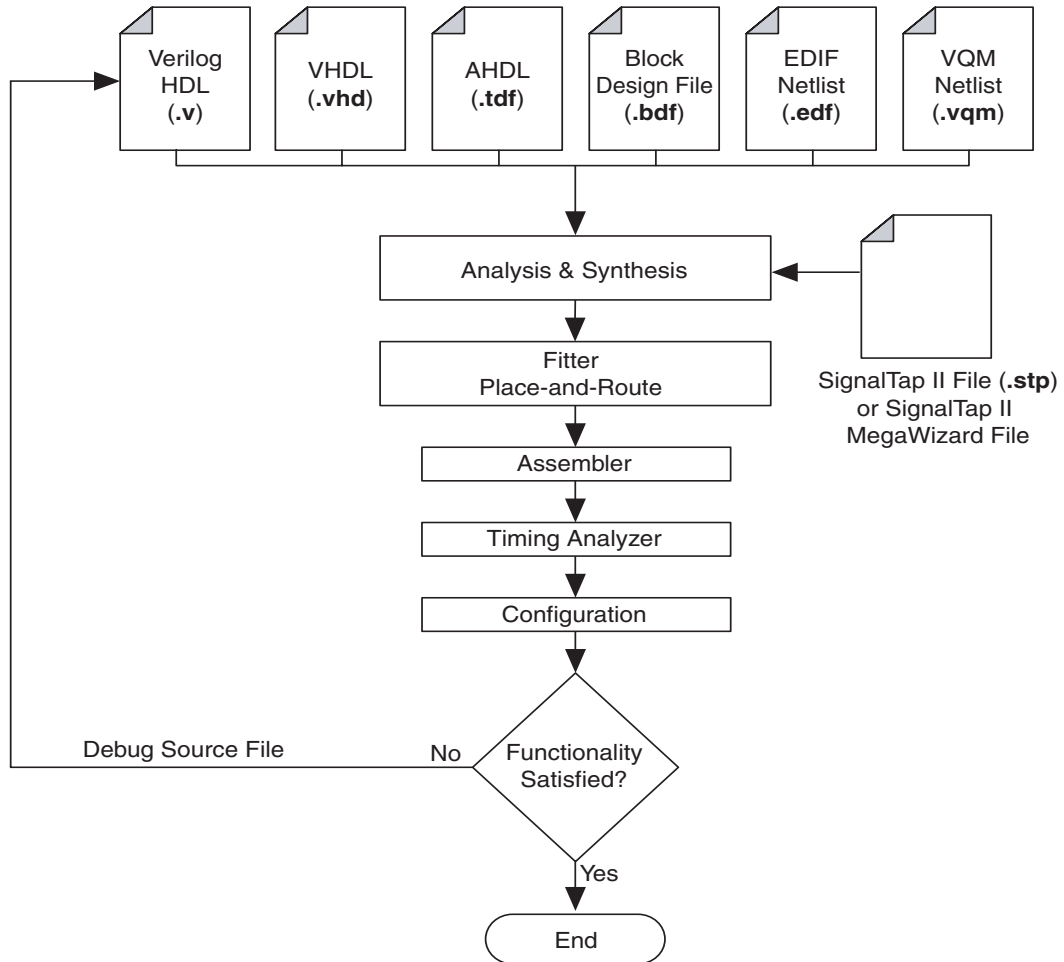 Verilog
HDL
(.v)
VHDL
(.vhd)
AHDL
(.tdf)
Block
Design File
(.bdf)
EDIF
Netlist
(.edf)
VQM
Netlist
(.vqm)
Analysis & Synthesis
Fitter
Place-and-Route
SignalTap II File (.stp)
or SignalTap II
MegaWizard File
Assembler
Timing Analyzer
Configuration
Debug Source File
No
Functionality
Satisfied?
Yes
End